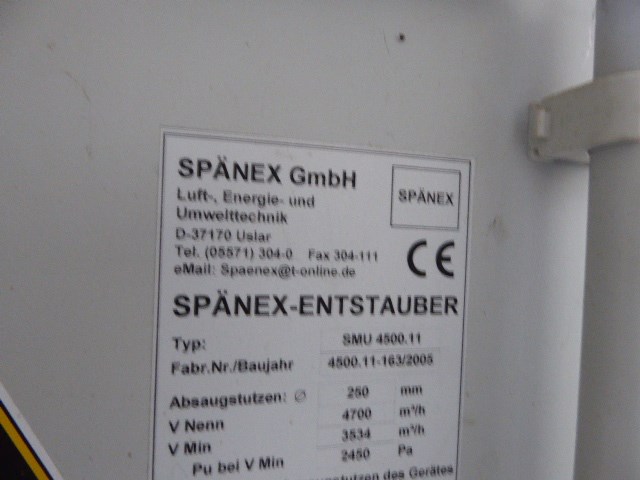 SPÄNEX GmbH
SPÄNEX
Luft-, Energie- und
Umwelttechnik
D-37170 Uslar
Tel. (05571) 304-0 Fax 304-111
eMail: Spaenex@t-online.de
CE
SPÄNEX-ENTSTAUBER
Typ: SMU 4500.11
Fabr.Nr./Baujahr 4500.11-163/2005
Absaugstutzen: Ø 250 mm
V Nenn 4700 m³/h
V Min 3534 m³/h
Pu bei V Min 2450 Pa
des Gerätes